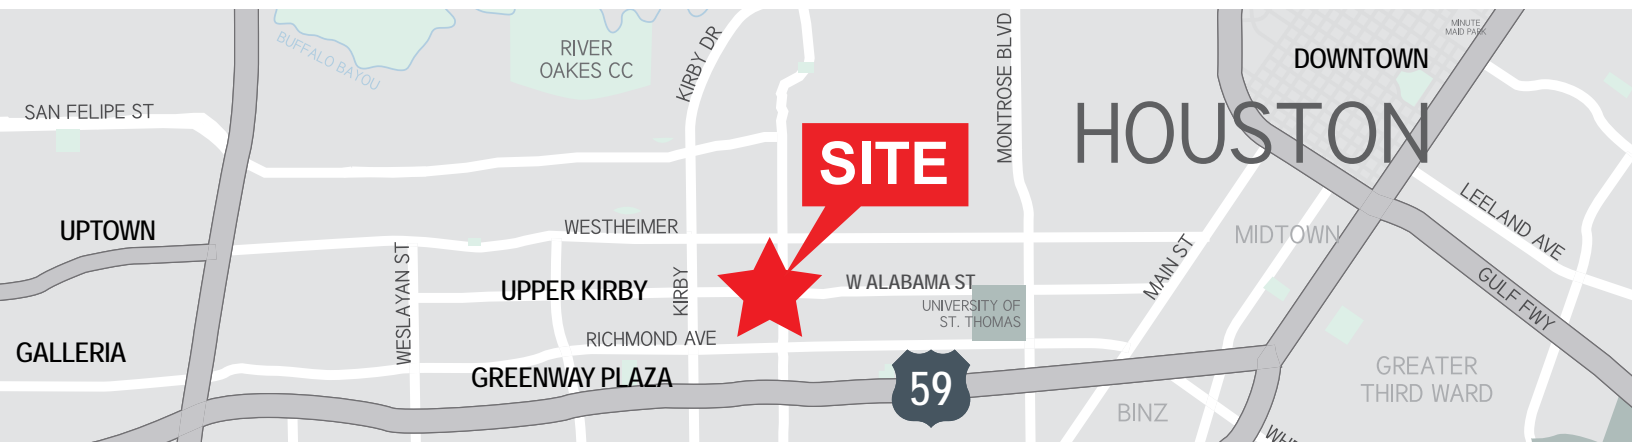 MINUTE
MAID PARK
KIRBY DR
MONTROSE BLVD
BUFFALO BAYOU
RIVER
OAKES CC
DOWNTOWN
SAN FELIPE ST
HOUSTON
SITE
LEELAND AVE
UPTOWN
WESTHEIMER
MIDTOWN
WESLAYAN ST
MAIN ST
KIRBY
UPPER KIRBY
W ALABAMA ST
GULF FWY
UNIVERSITY OF
ST. THOMAS
GALLERIA
RICHMOND AVE
GREENWAY PLAZA
59
GREATER
THIRD WARD
BINZ